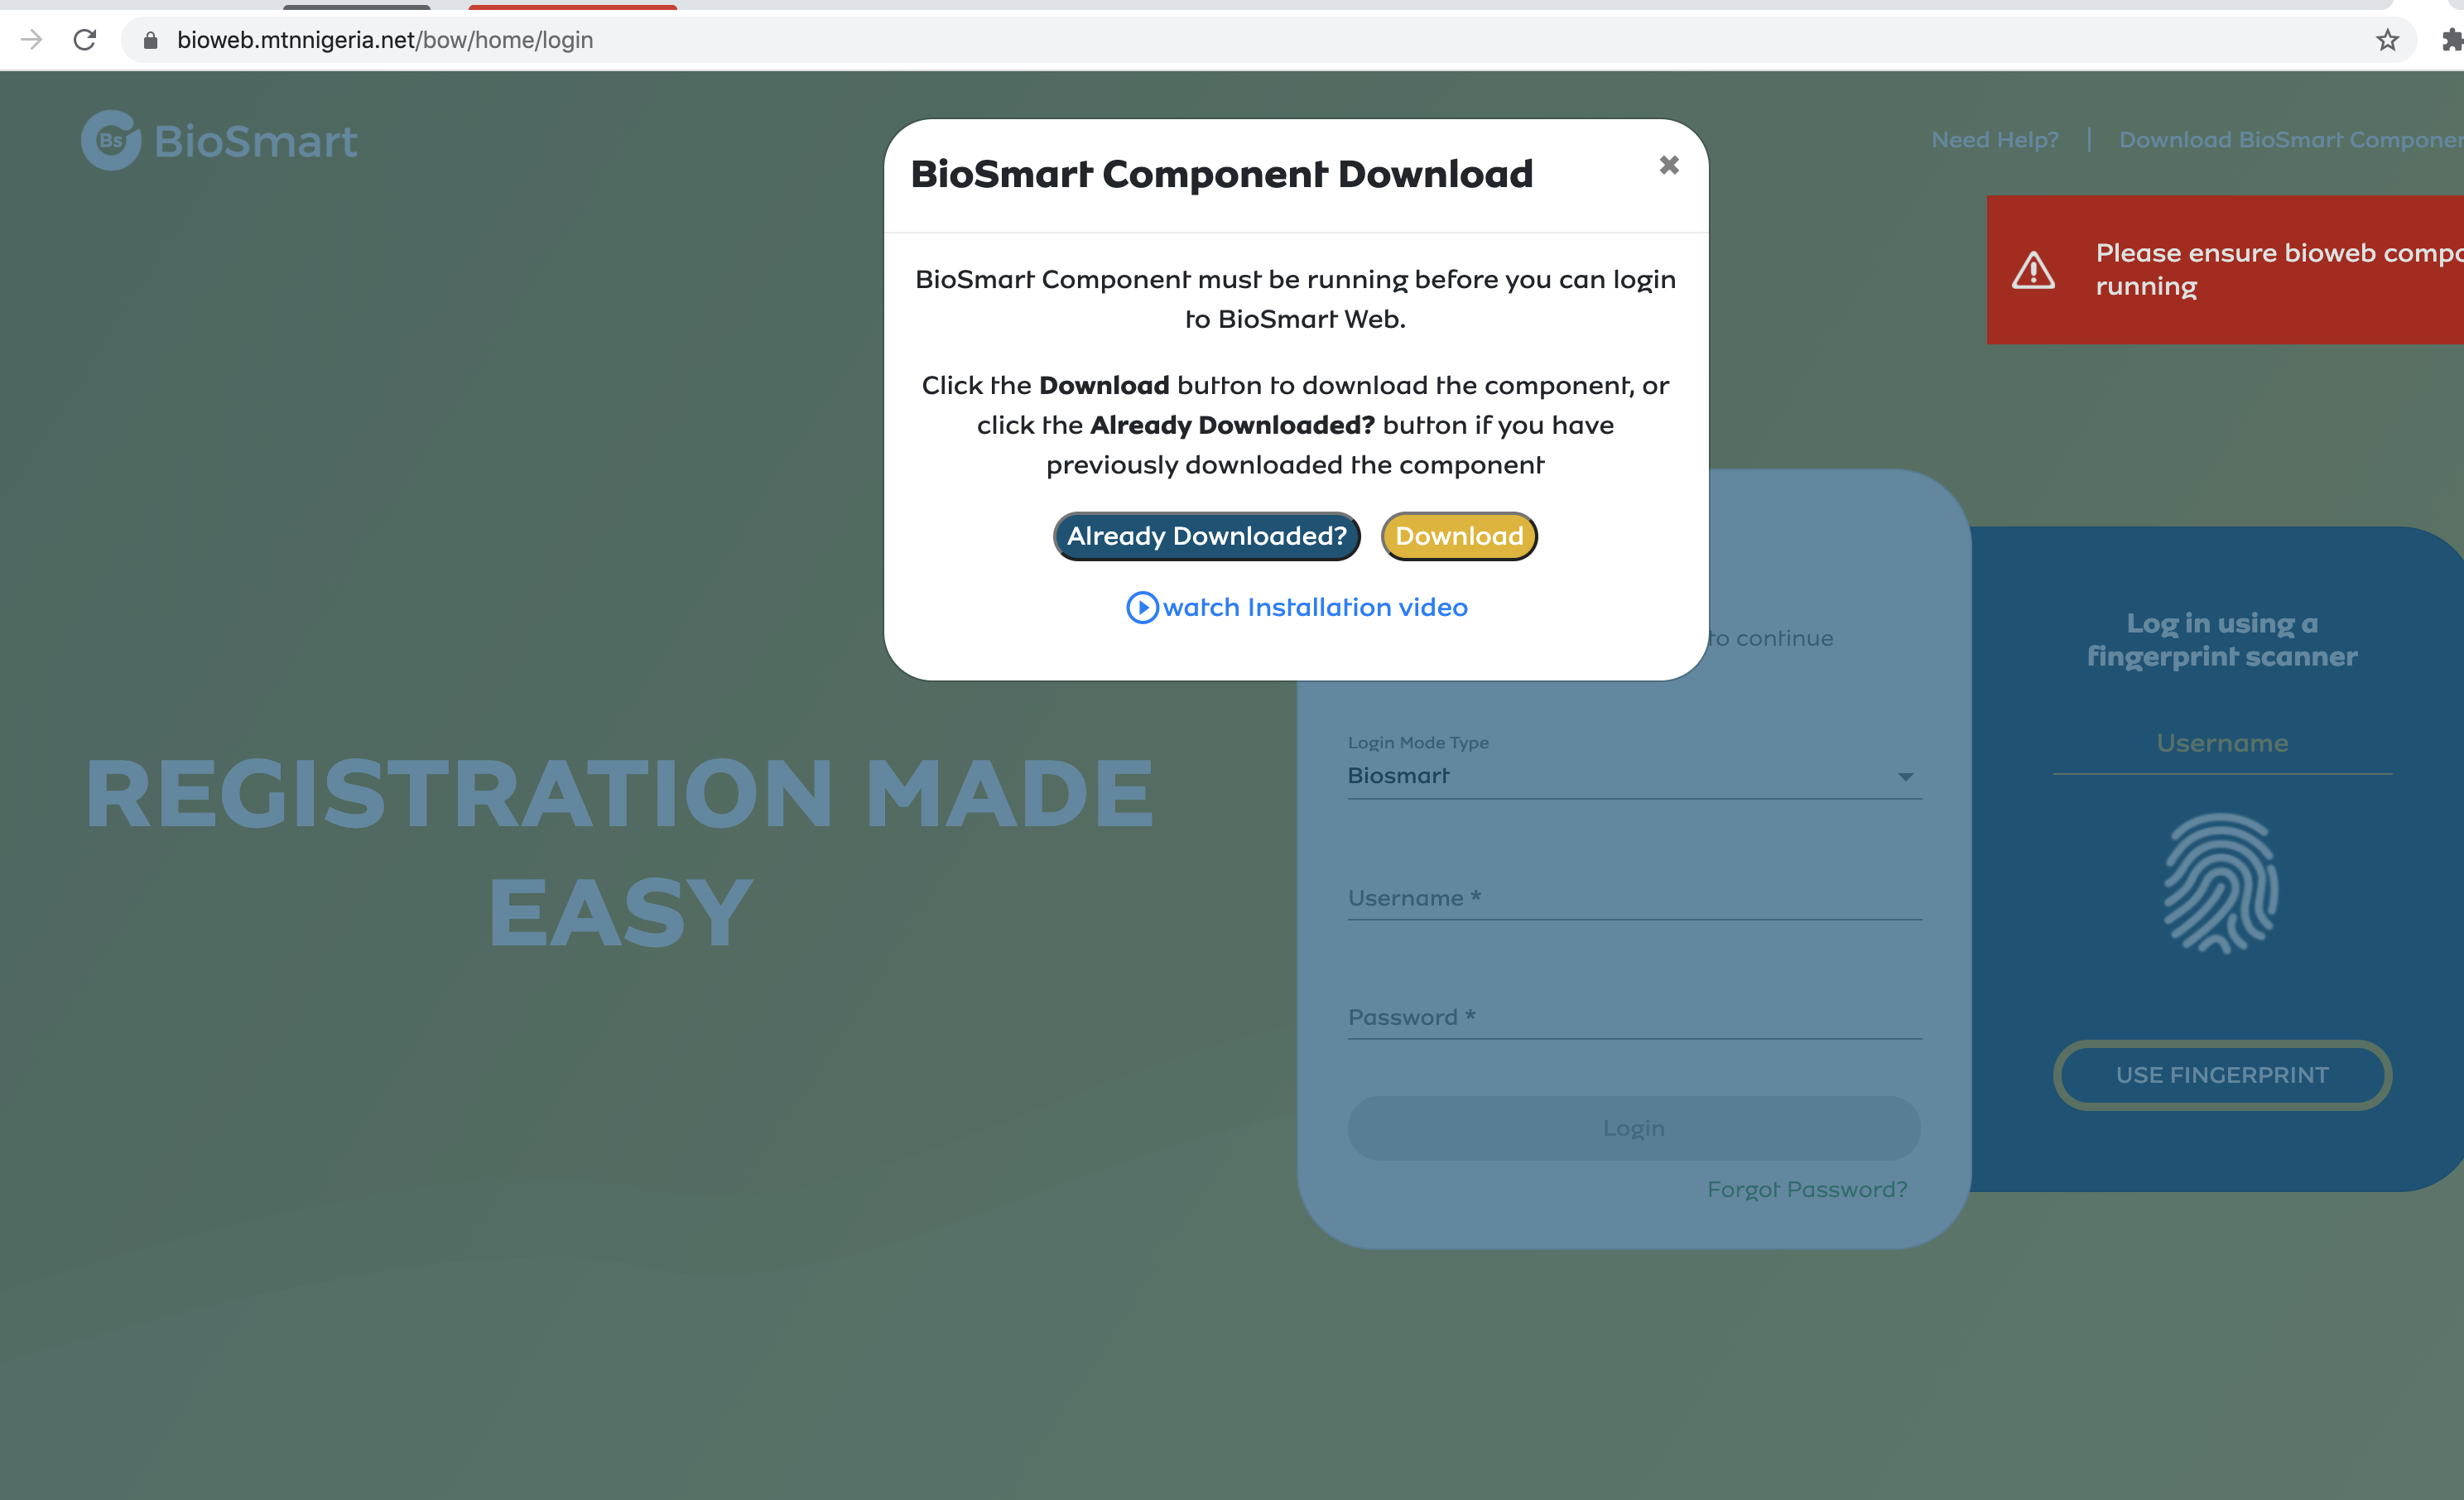 bioweb.mtnnigeria.net/bow/home/login
Bs BioSmart
Need Help? | Download BioSmart
BioSmart Component Download
Please ensure bioweb
running
BioSmart Component must be running before you can login
to BioSmart Web.
Click the Download button to download the component, or
click the Already Downloaded? button if you have
previously downloaded the component
Already Downloaded? Download
watch Installation video
to continue
REGISTRATION MADE
EASY
Login Mode Type
Biosmart
Username *
Password *
Login
Forgot Password?
Log in using a
fingerprint scanner
Username
USE FINGERPRINT